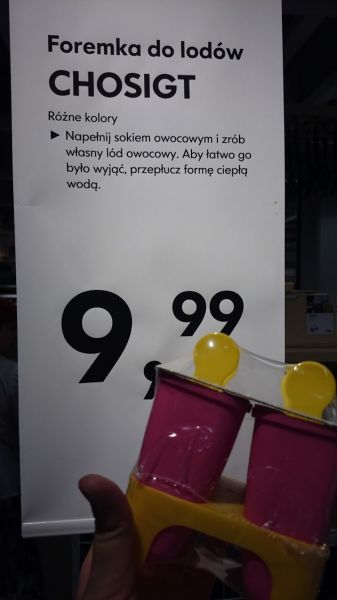 Foremka do lodów
CHOSIGT
Różne kolory
► Napełnij sokiem owocowym i zrób
własny lód owocowy. Aby łatwo go
było wyjąć, przepłucz formę ciepłą
wodą.
9,99